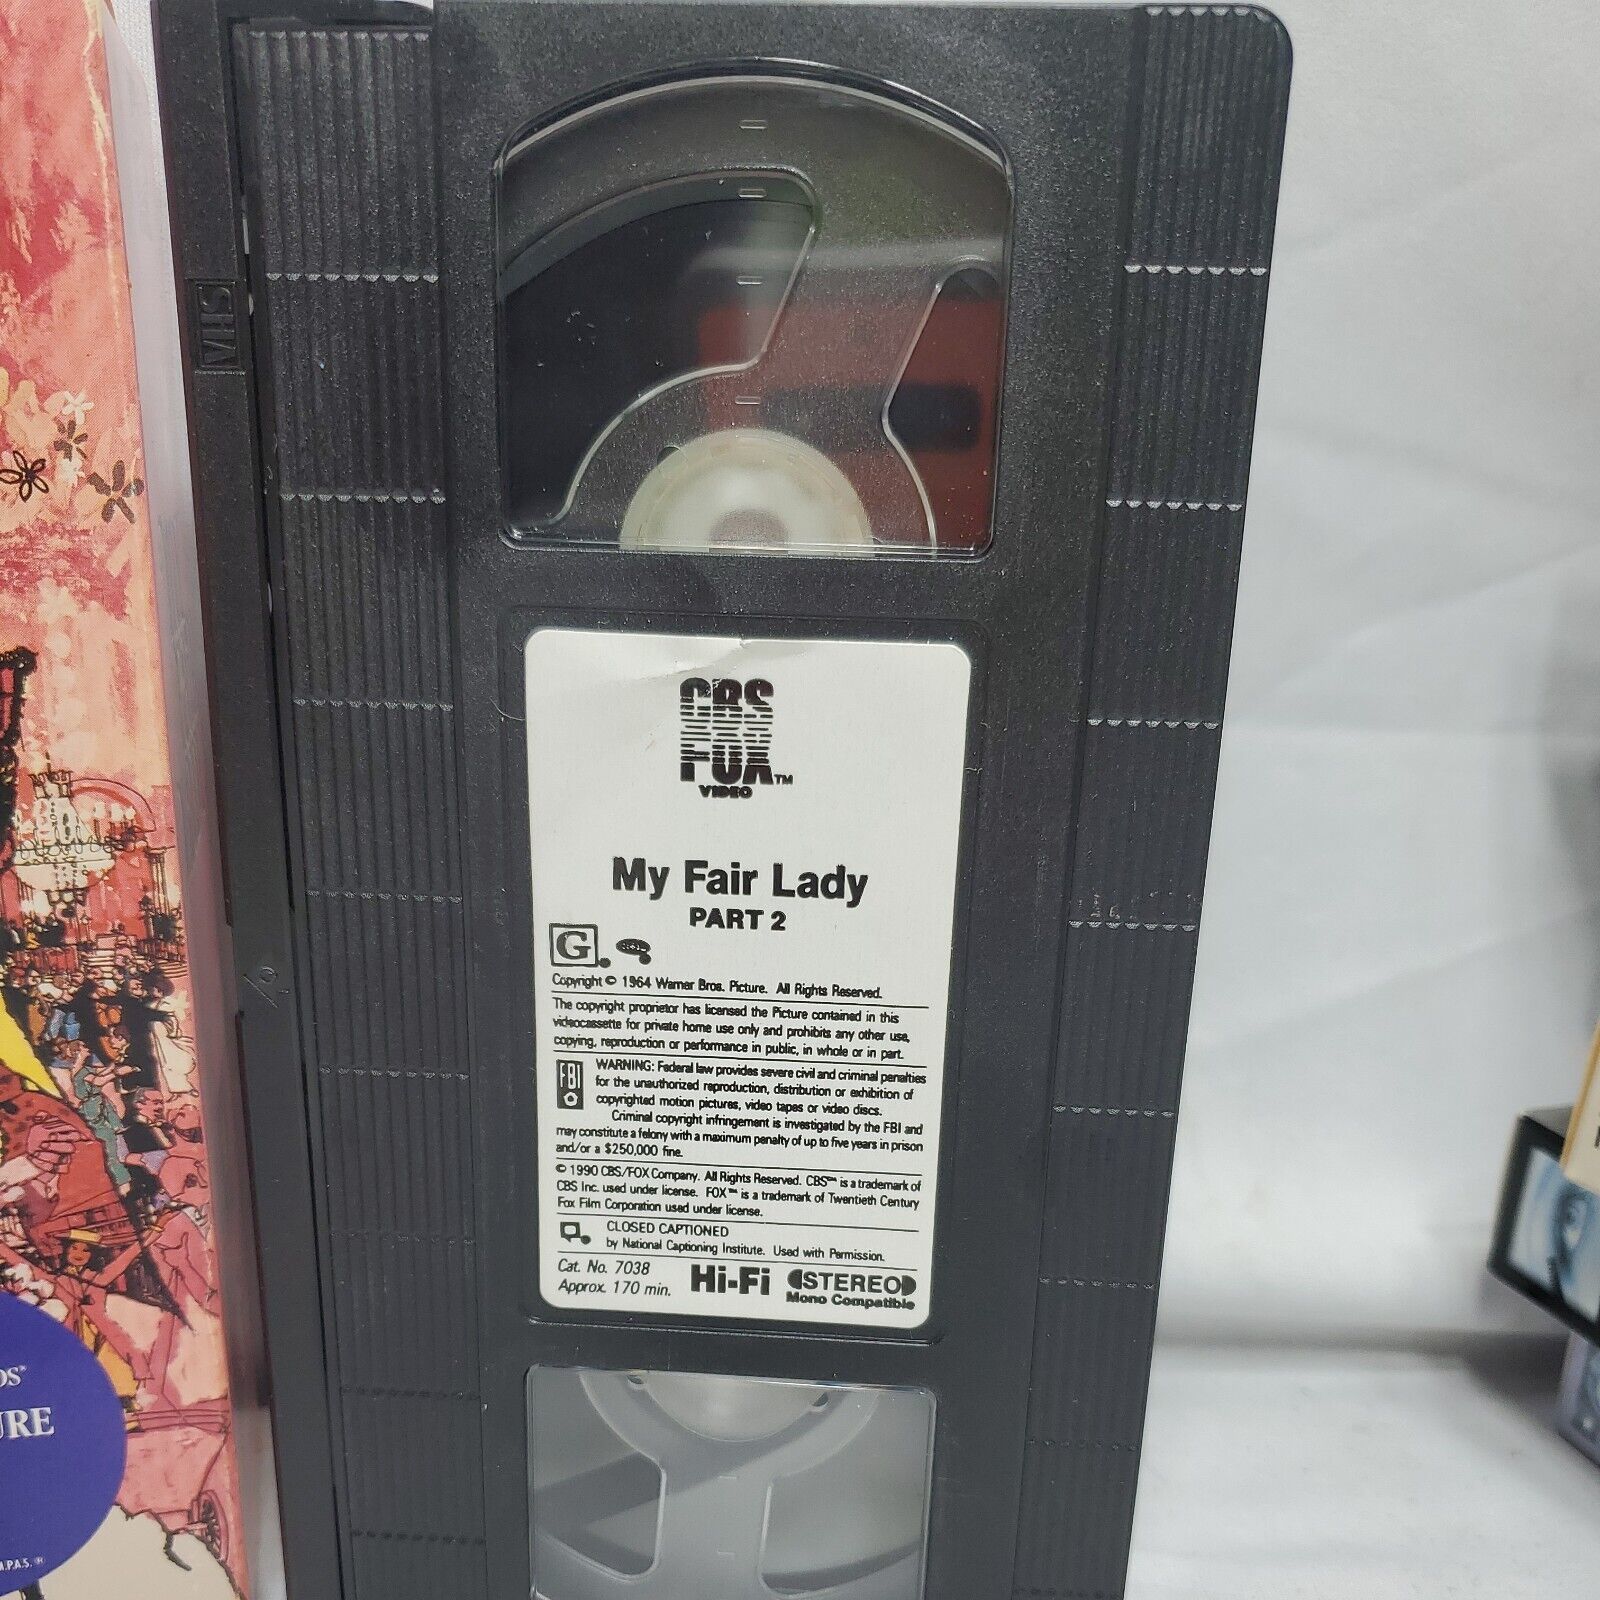 VHS
CBS
FOX™
VIDEO
My Fair Lady
PART 2
G®
Copyright © 1964 Warner Bros. Picture. All Rights Reserved.
The copyright proprietor has licensed the Picture contained in this
videocassette for private home use only and prohibits any other use,
copying, reproduction or performance in public, in whole or in part.
FBI
WARNING: Federal law provides severe civil and criminal penalties
for the unauthorized reproduction, distribution or exhibition of
copyrighted motion pictures, video tapes or video discs.
Criminal copyright infringement is investigated by the FBI and
may constitute a felony with a maximum penalty of up to five years in prison
and/or a $250,000 fine.
© 1990 CBS/FOX Company. All Rights Reserved. CBS™ is a trademark of
CBS Inc. used under license. FOX™ is a trademark of Twentieth Century
Fox Film Corporation used under license.
CLOSED CAPTIONED
by National Captioning Institute. Used with Permission.
Cat. No. 7038
Approx. 170 min.
Hi-Fi
STEREO
Mono Compatible
DS®
URE
M.P.A.S.®